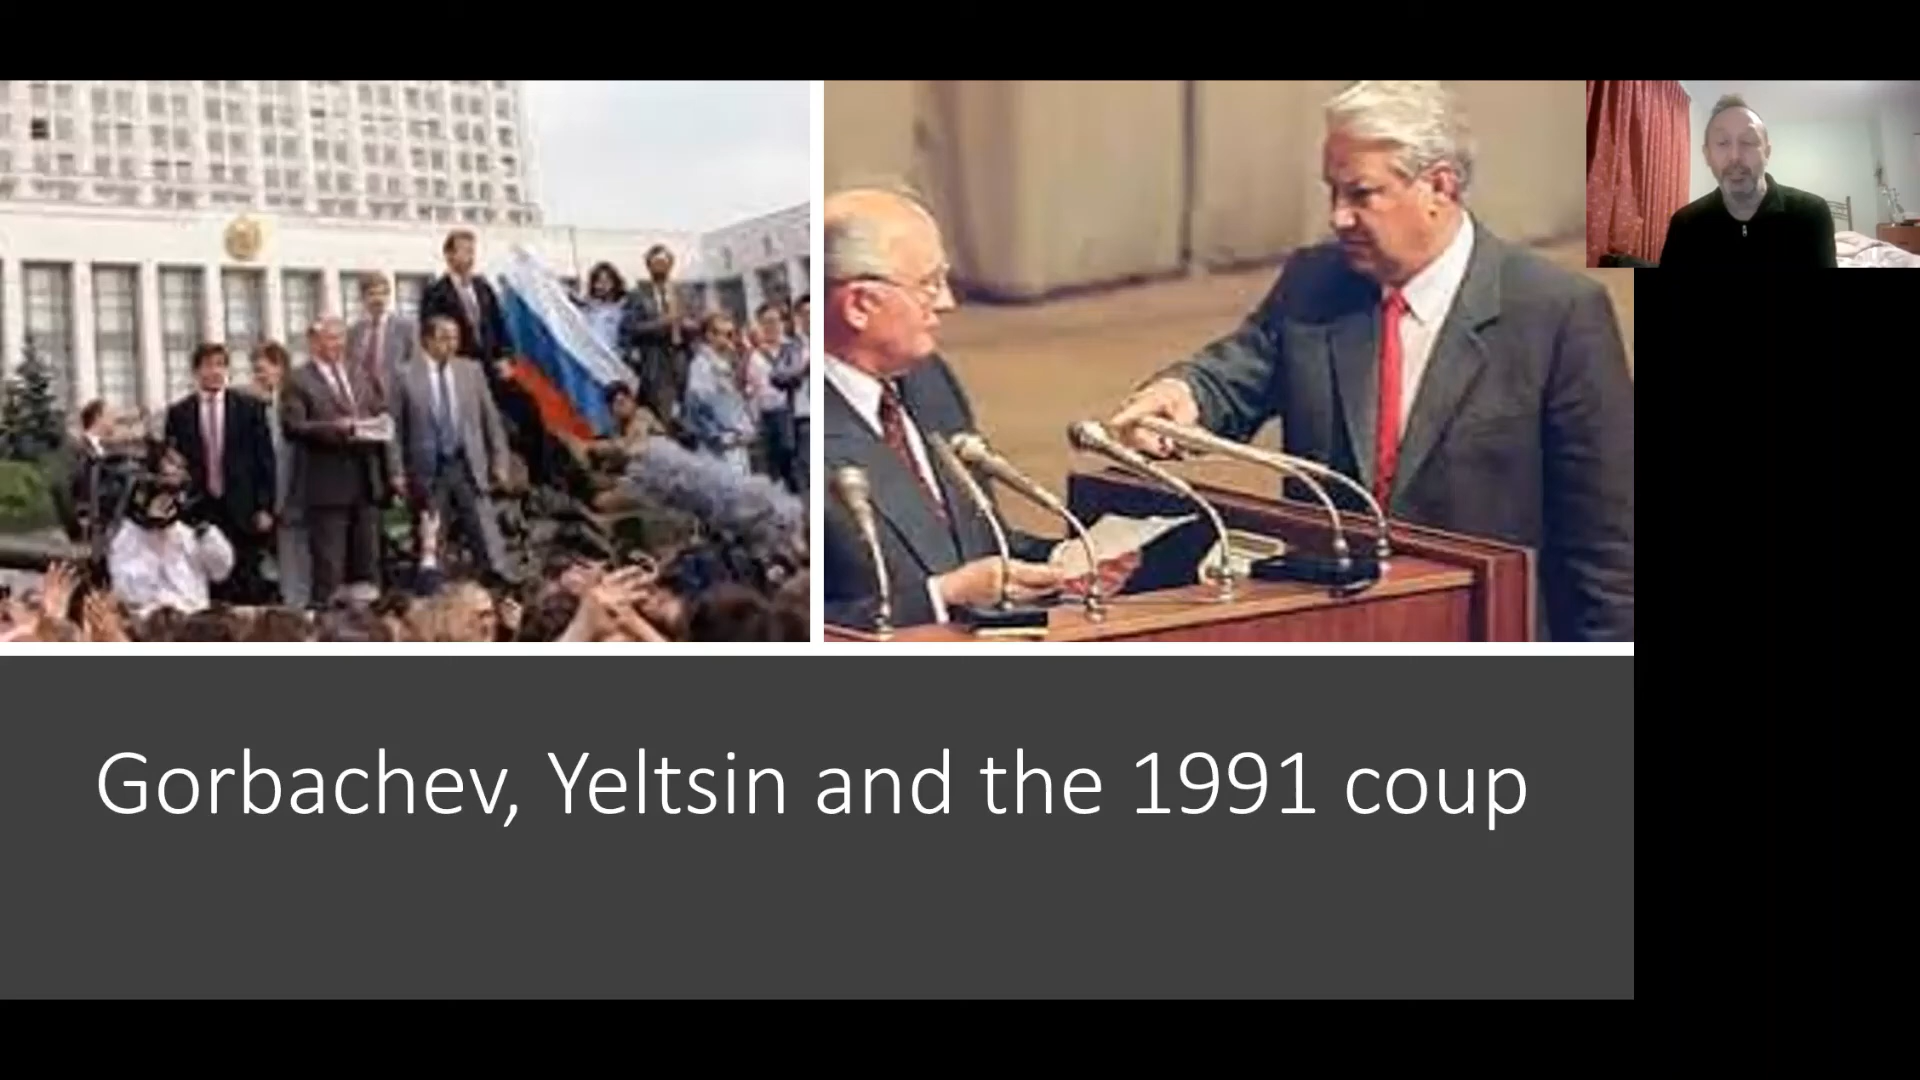 Gorbachev, Yeltsin and the 1991 coup